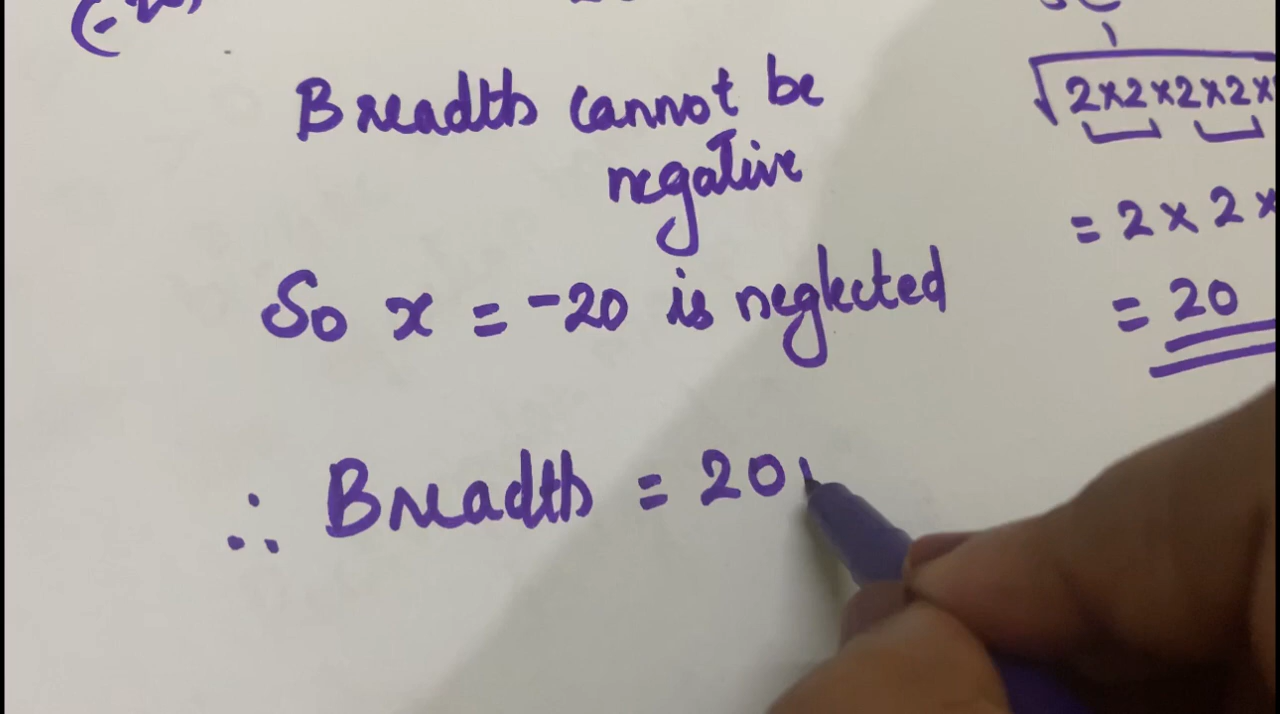 Breadth cannot be
negative
So x = -20 is neglected
∴ Breadth = 20
√2×2×2×2×
= 2 × 2 ×
= 20